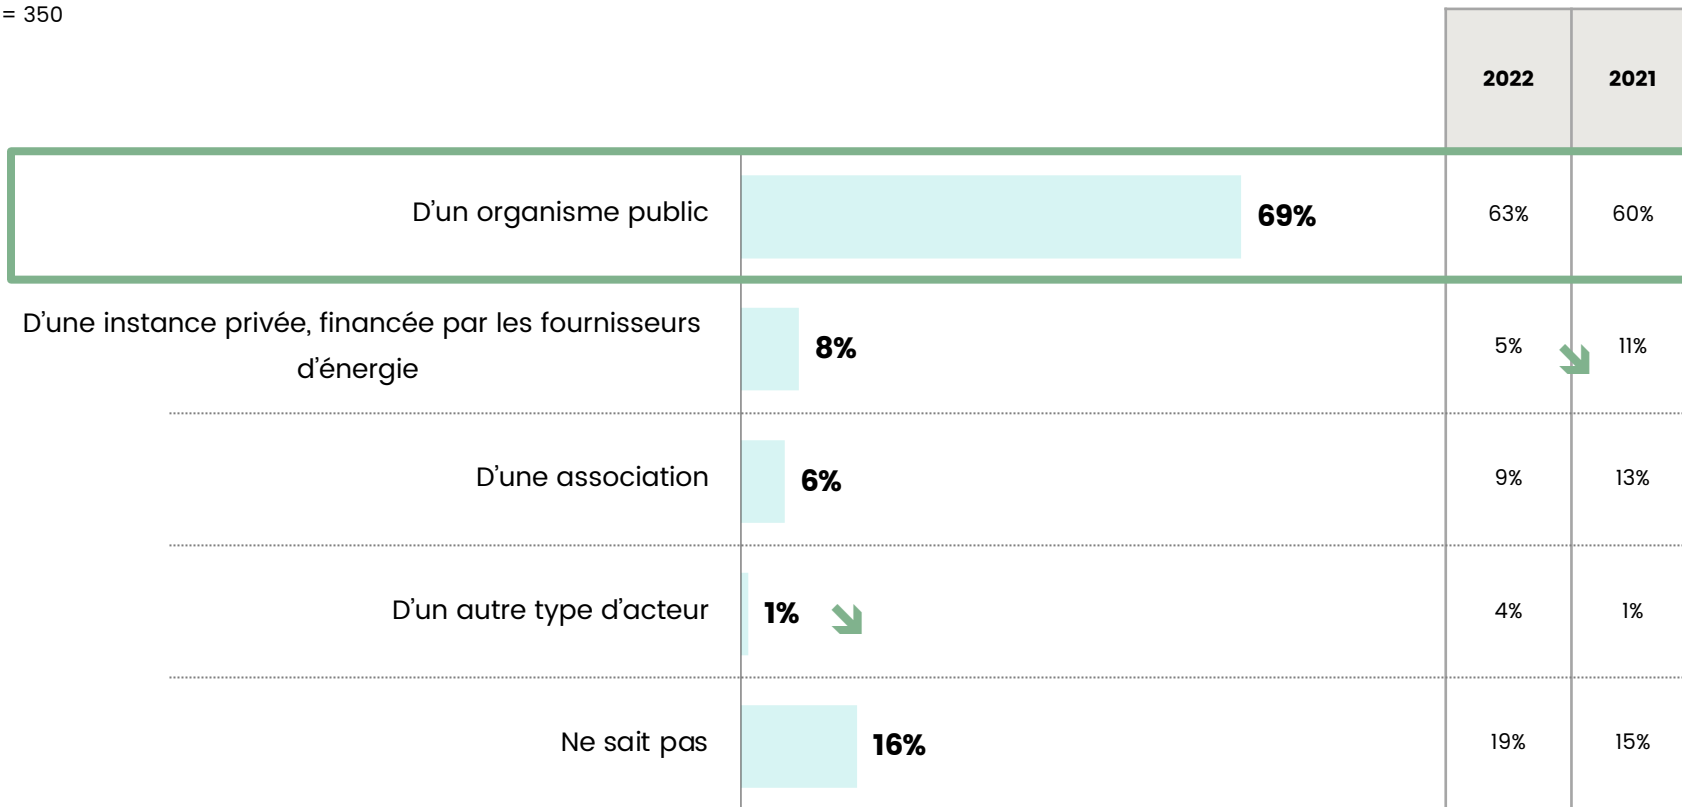 = 350
2022 2021
D’un organisme public 69% 63% 60%
D’une instance privée, financée par les fournisseurs
d’énergie
8% 5% 11%
D’une association 6% 9% 13%
D’un autre type d’acteur 1% 4% 1%
Ne sait pas 16% 19% 15%